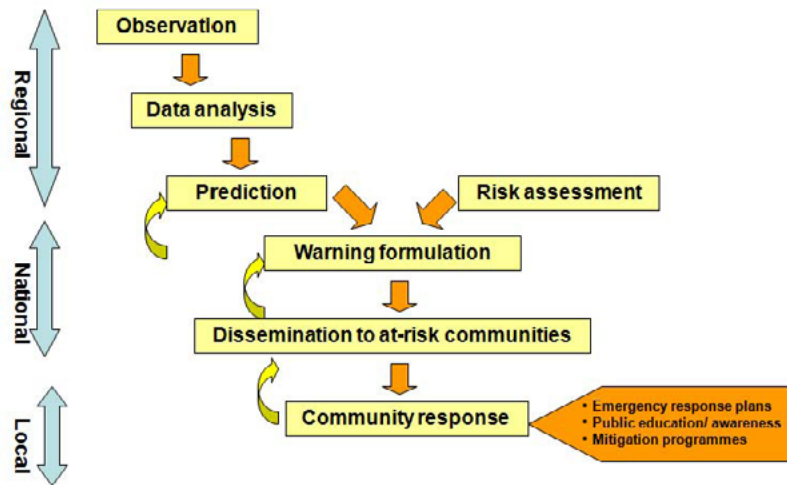 Observation
Regional
Data analysis
Prediction
Risk assessment
National
Warning formulation
Dissemination to at-risk communities
Local
Community response
• Emergency response plans
• Public education/ awareness
• Mitigation programmes